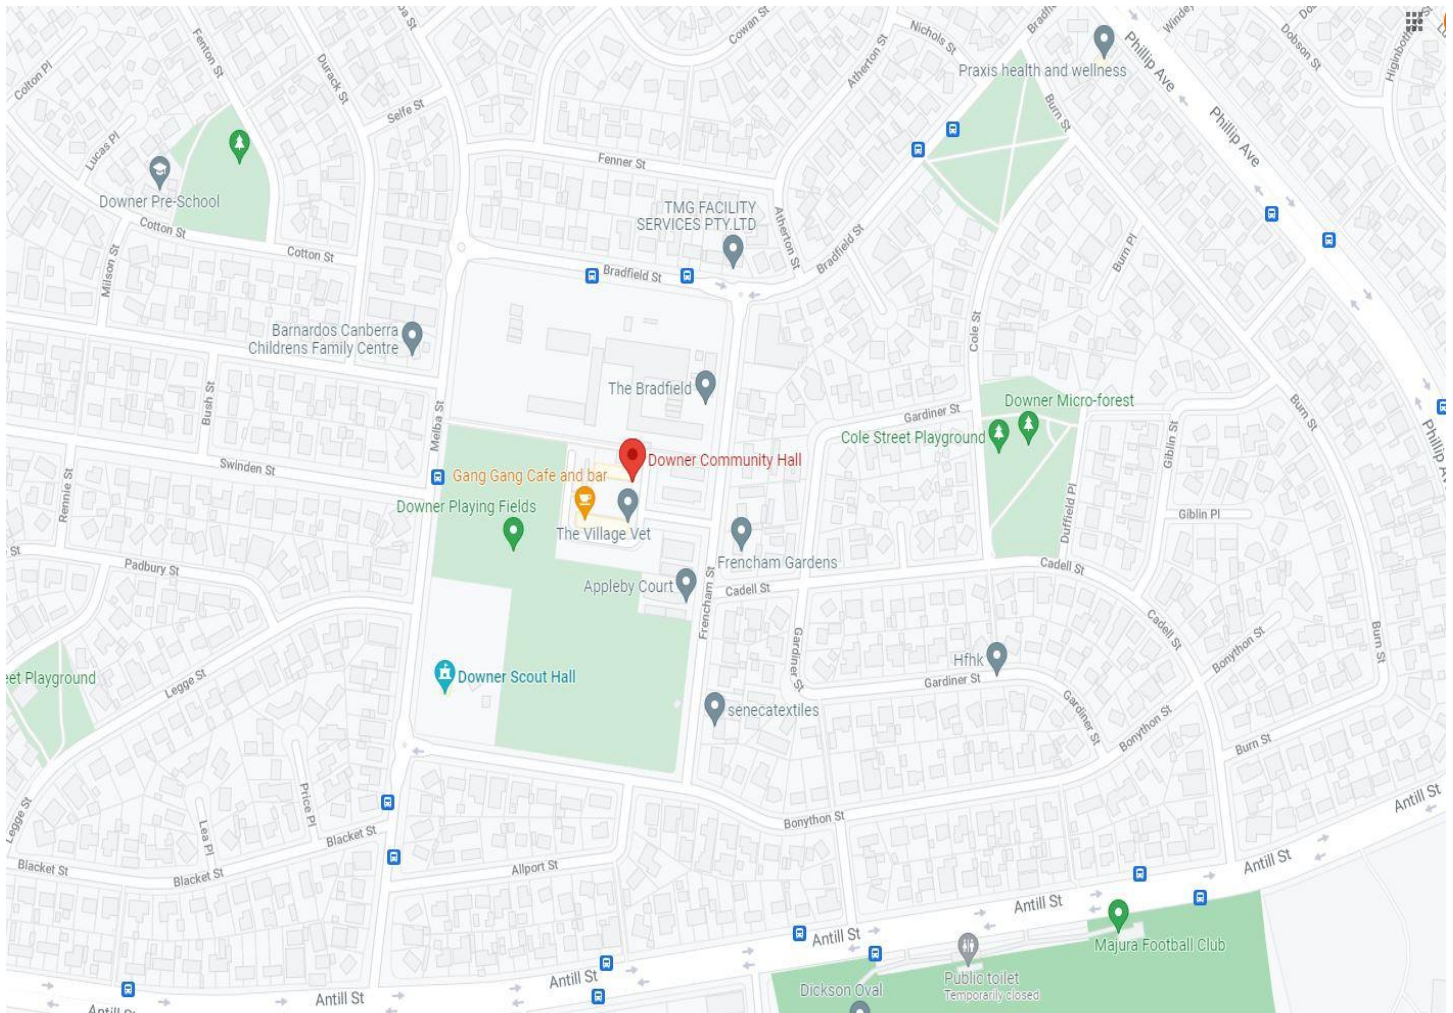 Cowan St
Nichols St
Phillip Ave
Dobson St
Colton Pl
Fenton St
Durack St
Atherton St
Praxis health and wellness
Selfe St
Burn St
Phillip Ave
Lucas Pl
Downer Pre-School
Fenner St
TMG FACILITY
SERVICES PTY.LTD
Cotton St
Cotton St
Milson St
Atherton St
Bradfield St
Bradfield St
Burn Pl
Barnardos Canberra
Childrens Family Centre
Cole St
The Bradfield
Bush St
Melba St
Gardiner St
Downer Micro-forest
Cole Street Playground
Burn St
Giblin St
Downer Community Hall
Swinden St
Gang Gang Cafe and bar
Rennie St
Downer Playing Fields
The Village Vet
Duffield Pl
Giblin Pl
St
Padbury St
Frencham Gardens
Appleby Court
Cadell St
Cadell St
Frencham St
Cadell St
Gardiner St
Bonython St
Burn St
Hfhk
Gardiner St
eet Playground
Legge St
Downer Scout Hall
senecatextiles
Gardiner St
Bonython St
Burn St
Legge St
Lea Pl
Price Pl
Blacket St
Bonython St
Antill St
Blacket St
Blacket St
Allport St
Antill St
Antill St
Antill St
Majura Football Club
Public toilet
Temporarily closed
Dickson Oval
Antill St
Antill St